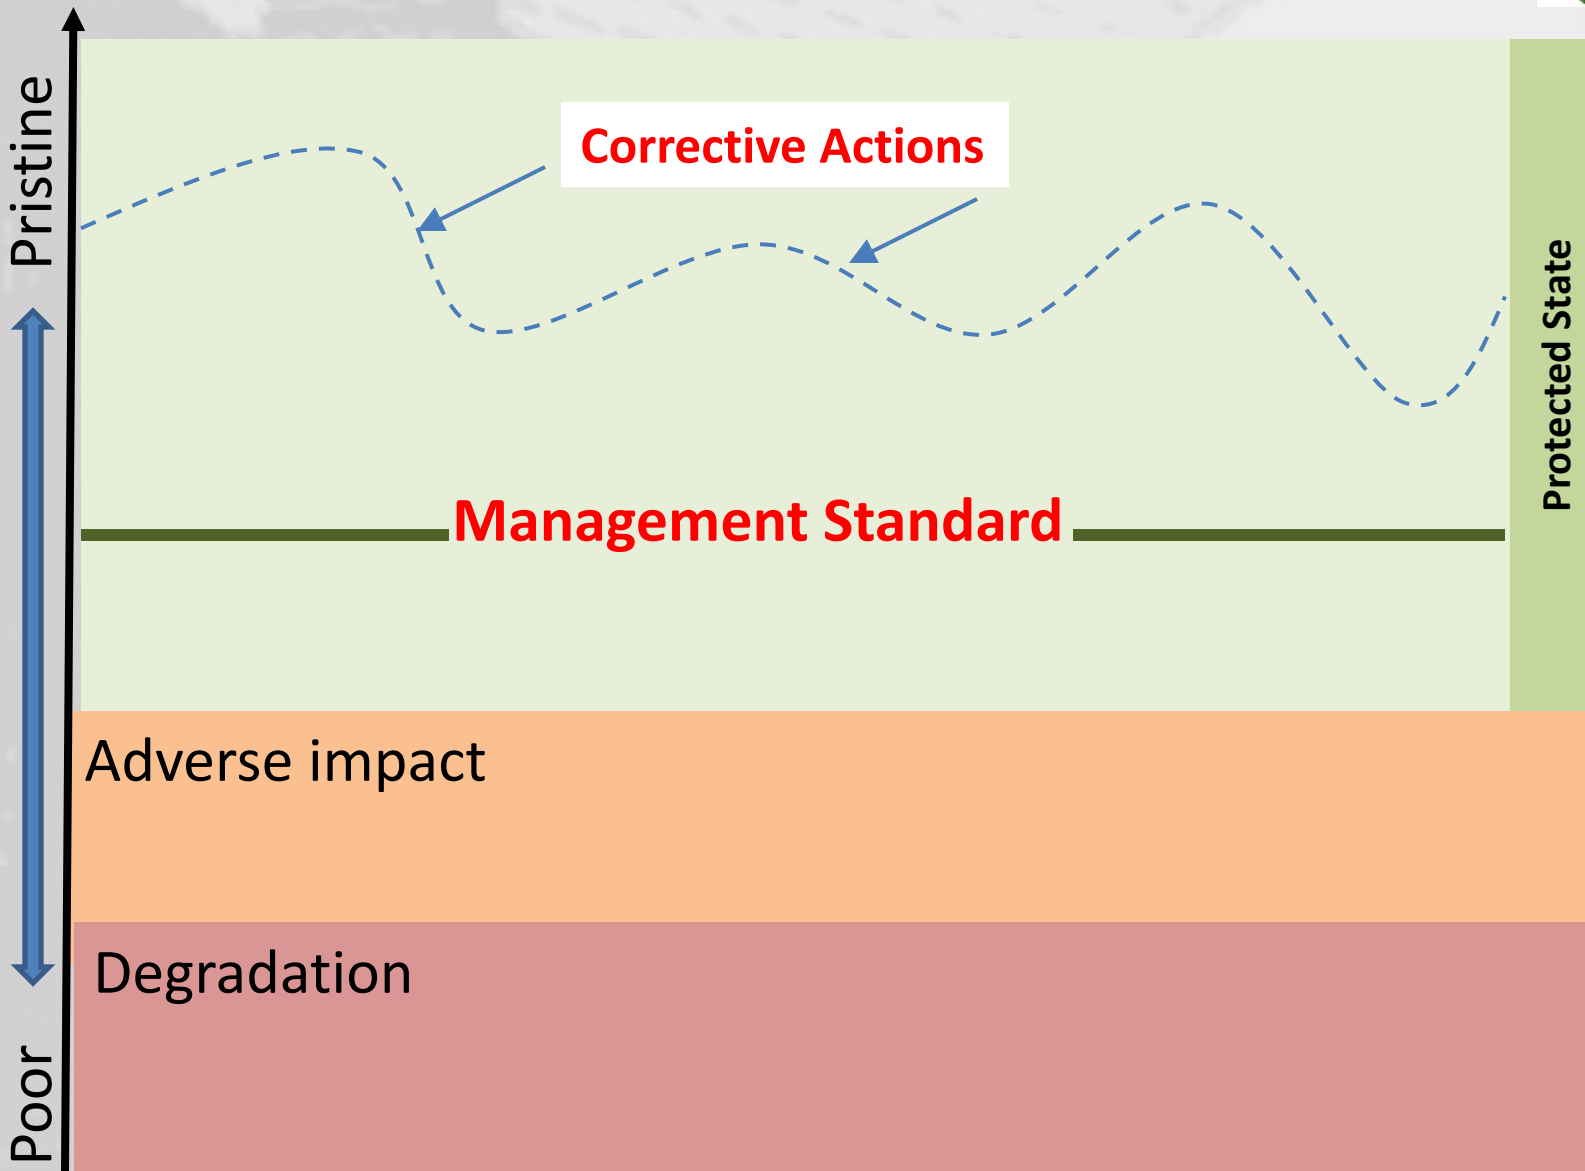 Pristine
Corrective Actions
Protected State
Management Standard
Adverse impact
Degradation
Poor